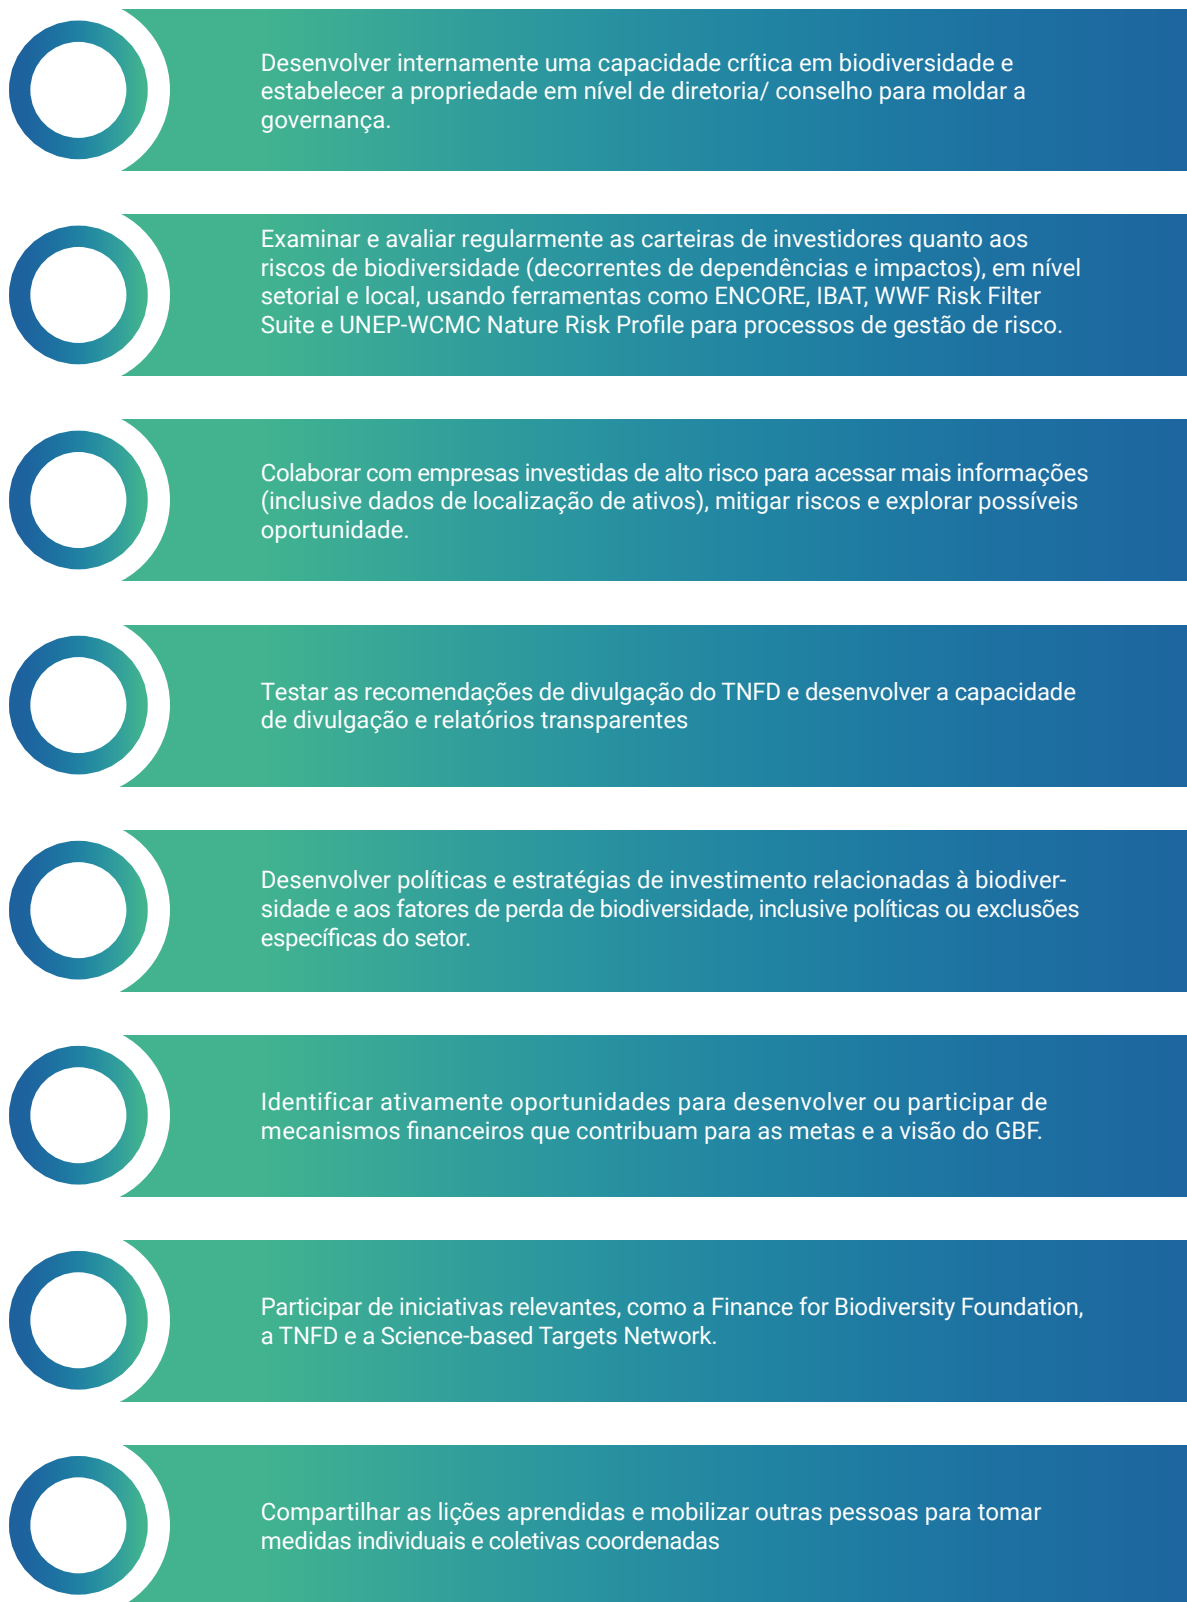 Desenvolver internamente uma capacidade crítica em biodiversidade e
estabelecer a propriedade em nível de diretoria/ conselho para moldar a
governança.
Examinar e avaliar regularmente as carteiras de investidores quanto aos
riscos de biodiversidade (decorrentes de dependências e impactos), em nível
setorial e local, usando ferramentas como ENCORE, IBAT, WWF Risk Filter
Suite e UNEP-WCMC Nature Risk Profile para processos de gestão de risco.
Colaborar com empresas investidas de alto risco para acessar mais informações
(inclusive dados de localização de ativos), mitigar riscos e explorar possíveis
oportunidade.
Testar as recomendações de divulgação do TNFD e desenvolver a capacidade
de divulgação e relatórios transparentes
Desenvolver políticas e estratégias de investimento relacionadas à biodiver-
sidade e aos fatores de perda de biodiversidade, inclusive políticas ou exclusões
específicas do setor.
Identificar ativamente oportunidades para desenvolver ou participar de
mecanismos financeiros que contribuam para as metas e a visão do GBF.
Participar de iniciativas relevantes, como a Finance for Biodiversity Foundation,
a TNFD e a Science-based Targets Network.
Compartilhar as lições aprendidas e mobilizar outras pessoas para tomar
medidas individuais e coletivas coordenadas